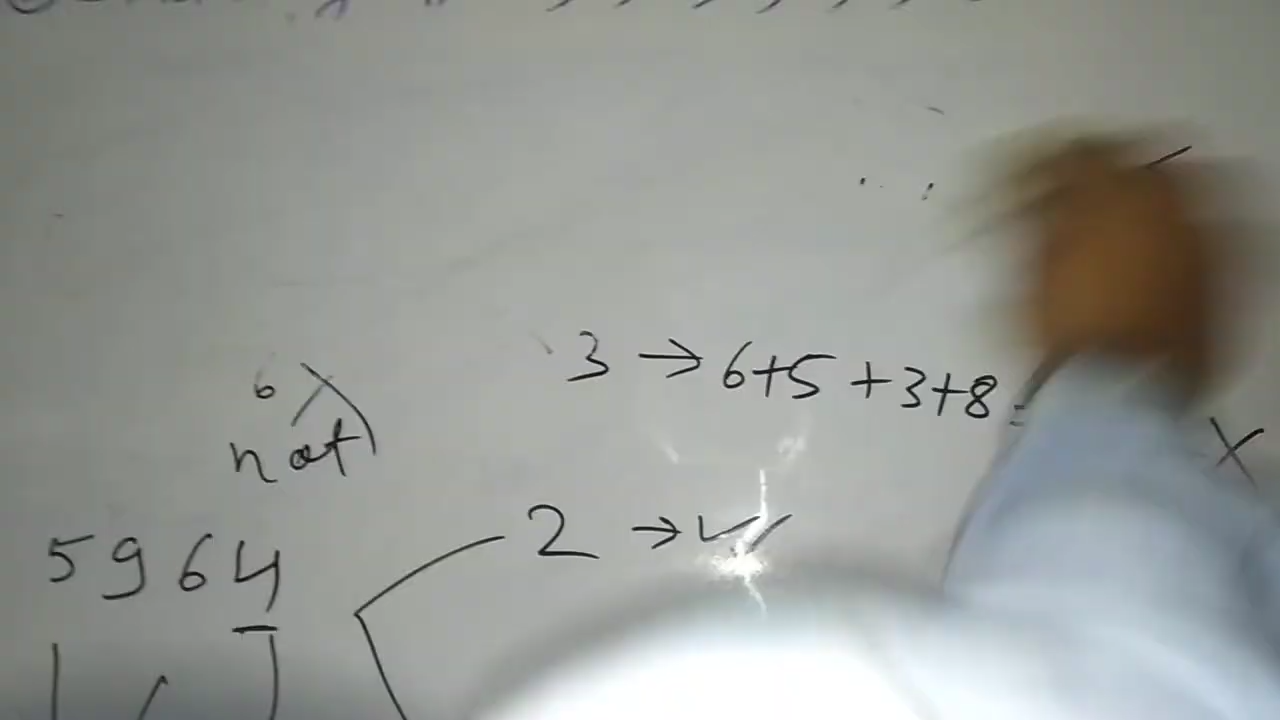 3 → 6+5+3+8=
6
X
not
2 → ✓
5964